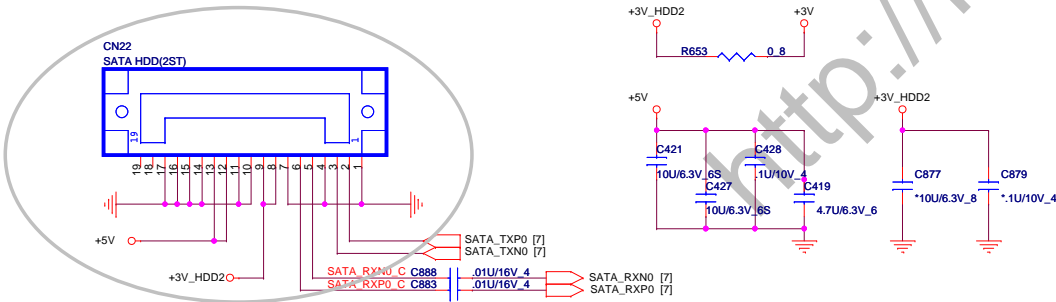 +3V_HDD2
+3V
R653
0_8
CN22
SATA HDD(2ST)
19
1
19
18
17
16
15
14
13
12
11
10
9
8
7
6
5
4
3
2
1
+5V
+3V_HDD2
SATA_TXP0 [7]
SATA_TXN0 [7]
SATA_RXN0_C C888 .01U/16V_4 SATA_RXN0 [7]
SATA_RXP0_C C883 .01U/16V_4 SATA_RXP0 [7]
+5V
C421
10U/6.3V_6S
C427
10U/6.3V_6S
C428
.1U/10V_4
C419
4.7U/6.3V_6
+3V_HDD2
C877
*10U/6.3V_8
C879
*.1U/10V_4
http://